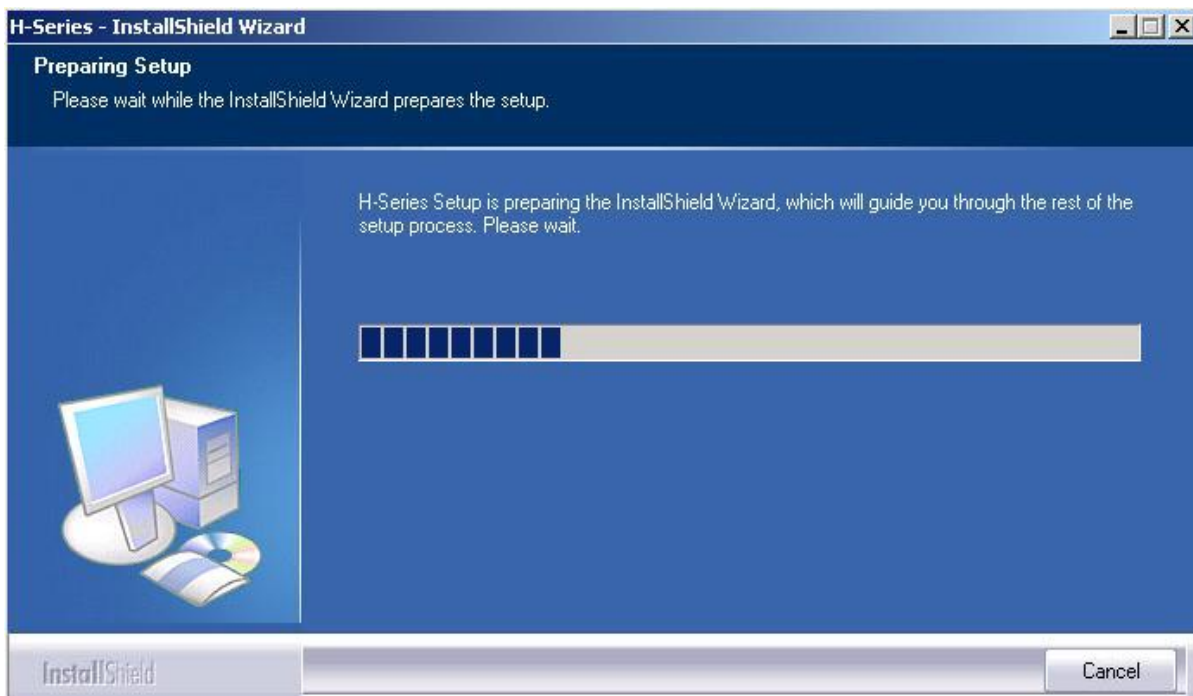 H-Series - InstallShield Wizard
Preparing Setup
Please wait while the InstallShield Wizard prepares the setup.
H-Series Setup is preparing the InstallShield Wizard, which will guide you through the rest of the
setup process. Please wait.
InstallShield
Cancel